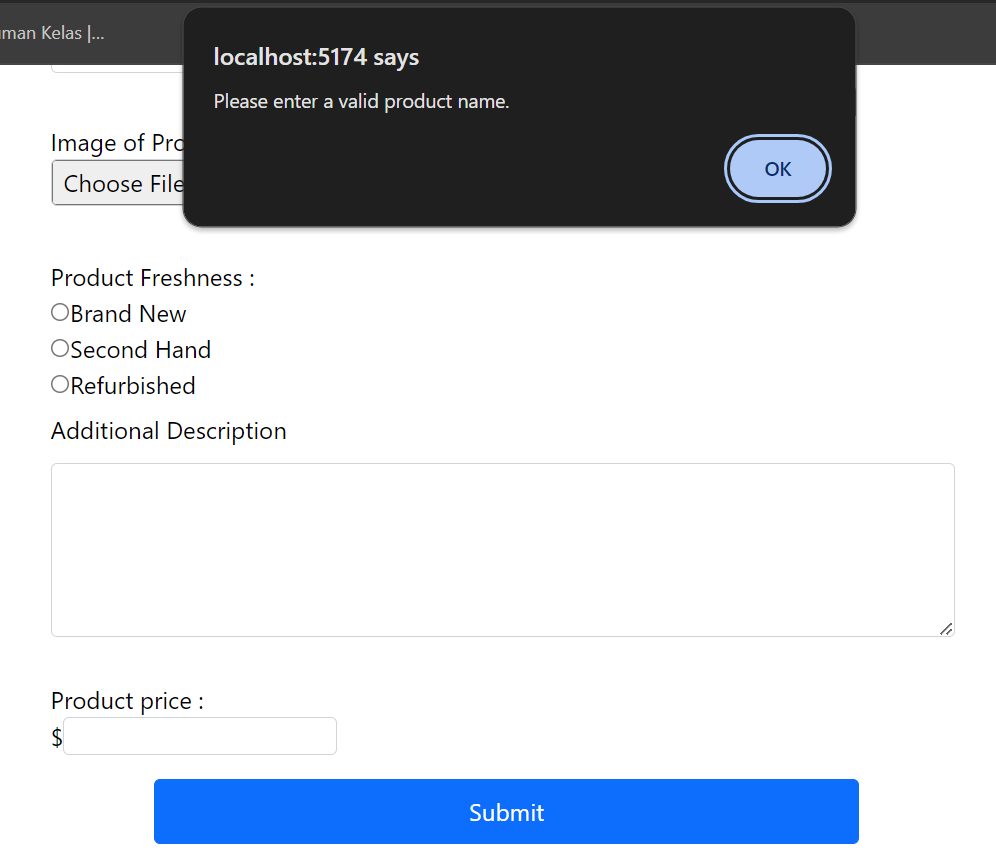 man Kelas |...
localhost:5174 says
Please enter a valid product name.
OK
Image of Pro
Choose File
Product Freshness :
Brand New
Second Hand
Refurbished
Additional Description
Product price :
$
Submit